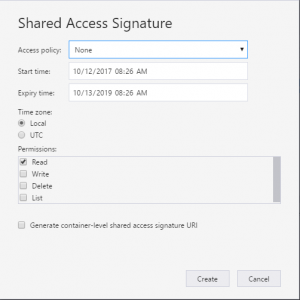 Shared Access Signature
Access policy: None
Start time: 10/12/2017 08:26 AM
Expiry time: 10/13/2019 08:26 AM
Time zone:
Local
UTC
Permissions:
Read
Write
Delete
List
Generate container-level shared access signature URI
Create Cancel